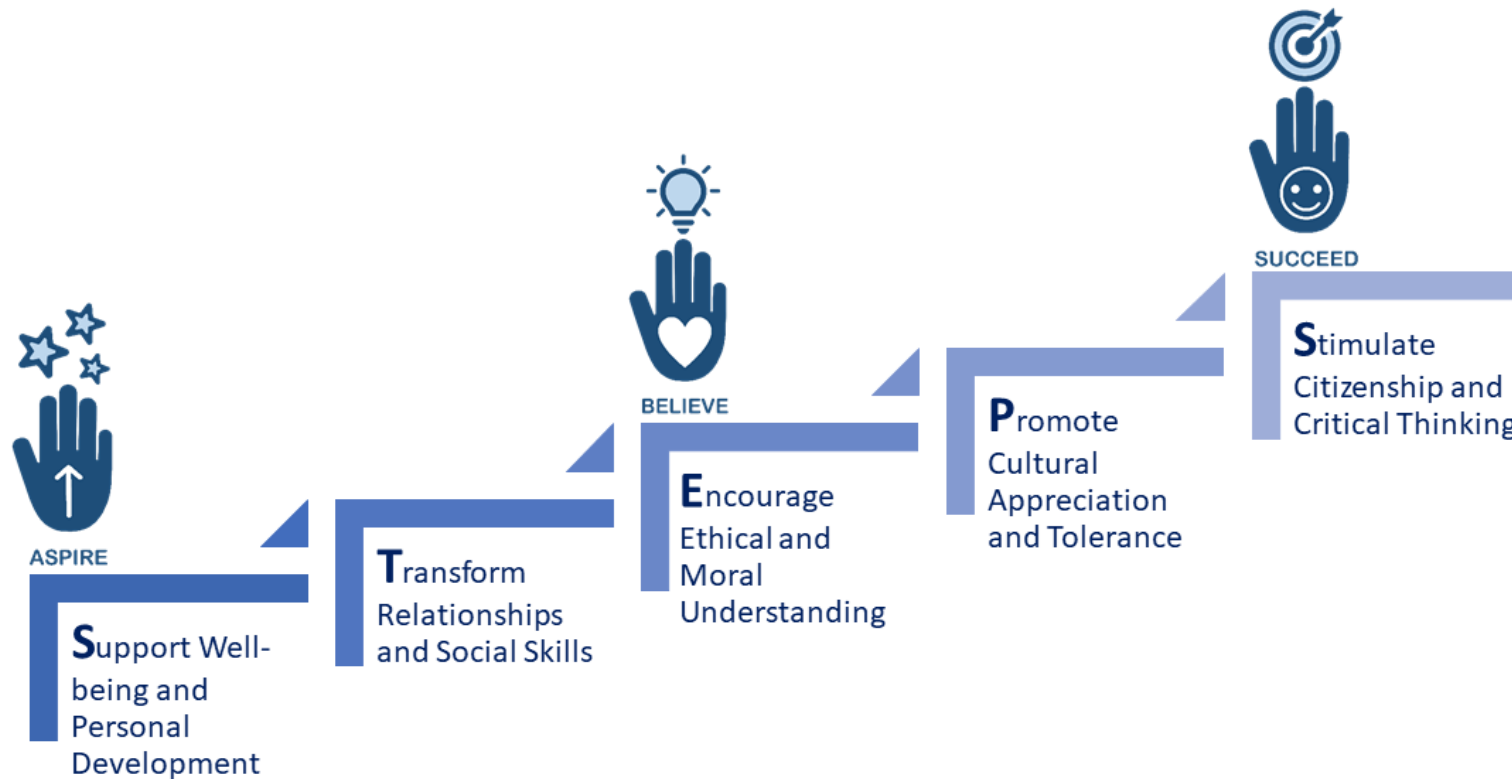 ASPIRE
Support Well-
being and
Personal
Development
Transform
Relationships
and Social Skills
BELIEVE
Encourage
Ethical and
Moral
Understanding
Promote
Cultural
Appreciation
and Tolerance
SUCCEED
Stimulate
Citizenship and
Critical Thinking